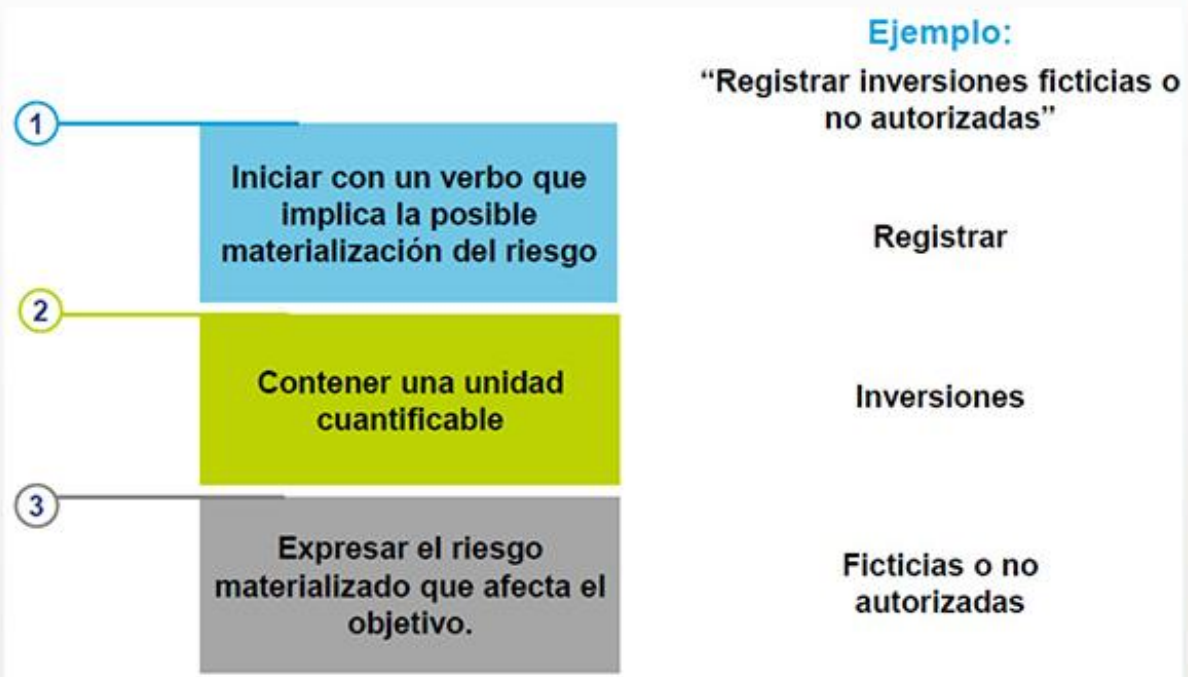 Ejemplo:
“Registrar inversiones ficticias o
no autorizadas”
1
Iniciar con un verbo que
implica la posible
materialización del riesgo
Registrar
2
Contener una unidad
cuantificable
Inversiones
3
Expresar el riesgo
materializado que afecta el
objetivo.
Ficticias o no
autorizadas